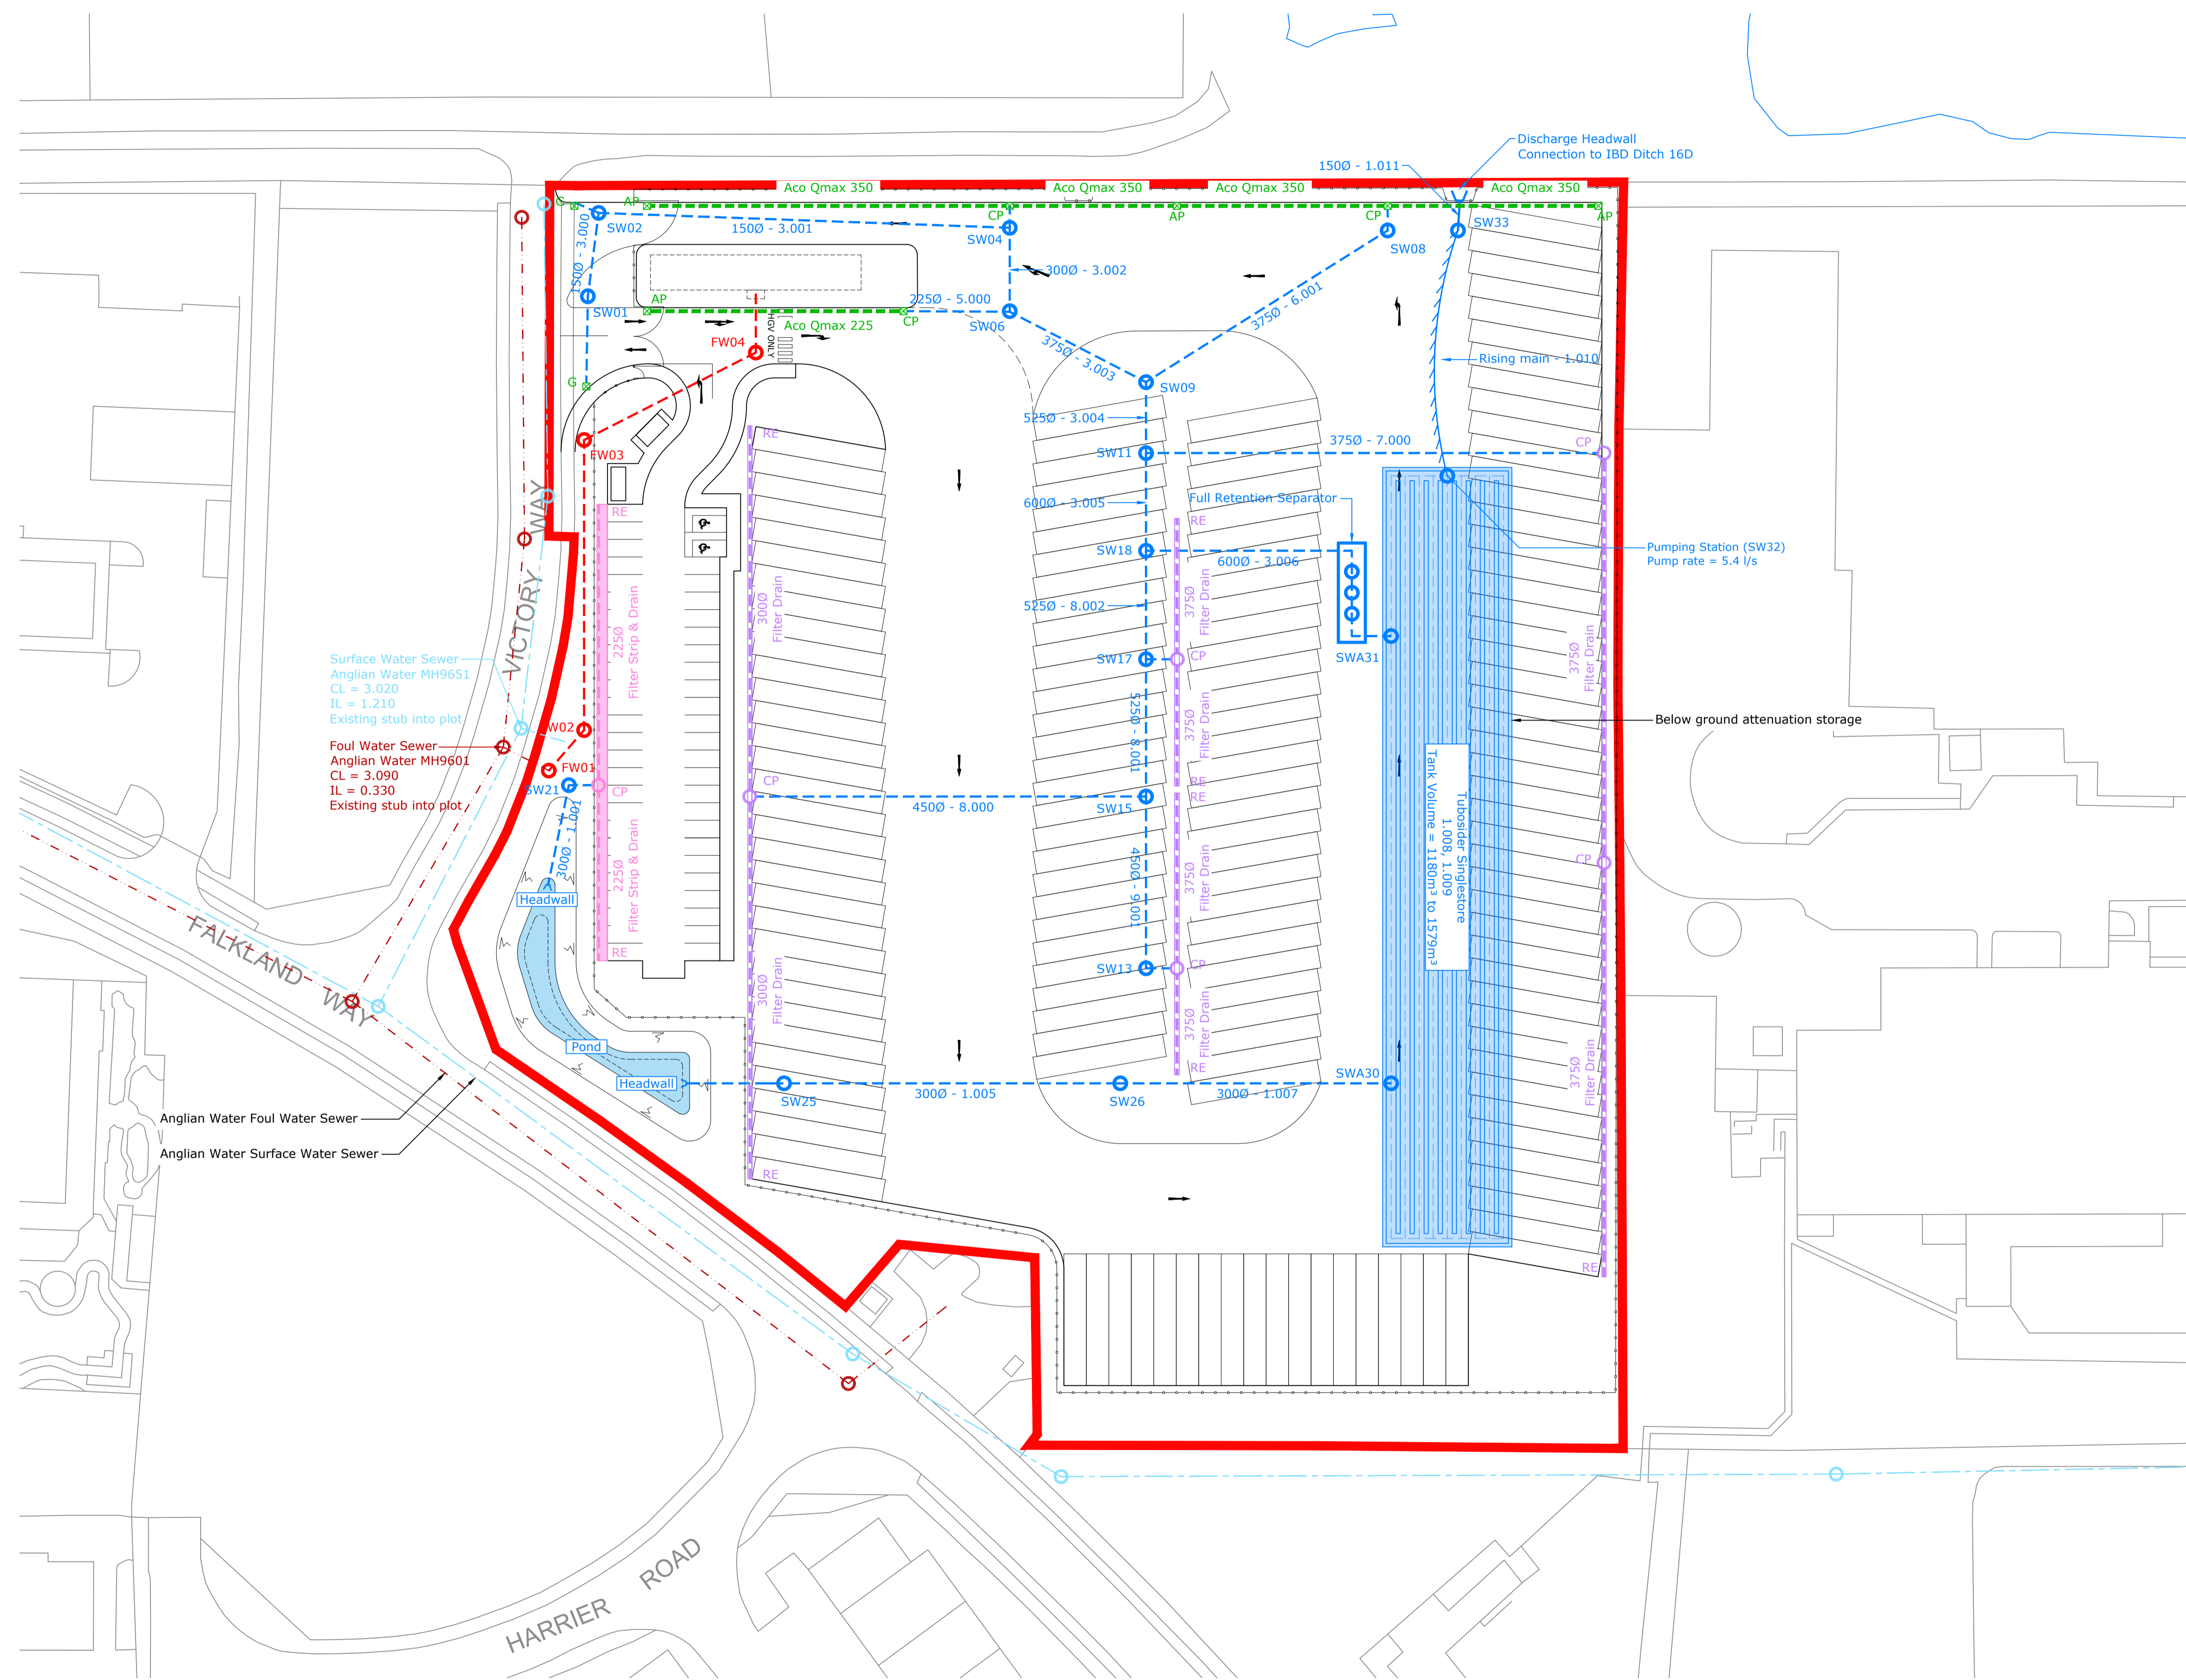 Discharge Headwall
Connection to IBD Ditch 16D
150Ø - 1.011
Aco Qmax 350
Aco Qmax 350
Aco Qmax 350
Aco Qmax 350
G
AP
CP
AP
CP
AP
SW02
150Ø - 3.001
SW04
SW08
SW33
150Ø - 3.000
300Ø - 3.002
AP
225Ø - 5.000
375Ø - 6.001
SW01
Aco Qmax 225
CP
SW06
HGV ONLY
FW04
375Ø - 3.003
Rising main - 1.010
G
SW09
525Ø - 3.004
RE
375Ø - 7.000
CP
FW03
SW11
VICTORY WAY
RE
600Ø - 3.005
Full Retention Separator
RE
SW18
600Ø - 3.006
Pumping Station (SW32)
Pump rate = 5.4 l/s
300Ø
Filter Drain
225Ø
Filter Strip & Drain
525Ø - 8.002
375Ø
Filter Drain
SW17
CP
SWA31
375Ø
Filter Drain
Surface Water Sewer
Anglian Water MH9651
CL = 3.020
IL = 1.210
Existing stub into plot
525Ø - 8.001
375Ø
Filter Drain
Below ground attenuation storage
W02
Foul Water Sewer
Anglian Water MH9601
CL = 3.090
IL = 0.330
Existing stub into plot
FW01
SW21
CP
CP
RE
RE
450Ø - 8.000
SW15
Tubosider Singlestore
1.008, 1.009
Tank Volume = 1180m³ to 1579m³
300Ø - 1.001
225Ø
Filter Strip & Drain
450Ø - 9.001
375Ø
Filter Drain
CP
Headwall
FALKLAND WAY
RE
SW13
CP
300Ø
Filter Drain
375Ø
Filter Drain
Pond
RE
375Ø
Filter Drain
Headwall
SW25
300Ø - 1.005
SW26
300Ø - 1.007
SWA30
Anglian Water Foul Water Sewer
Anglian Water Surface Water Sewer
RE
RE
HARRIER ROAD